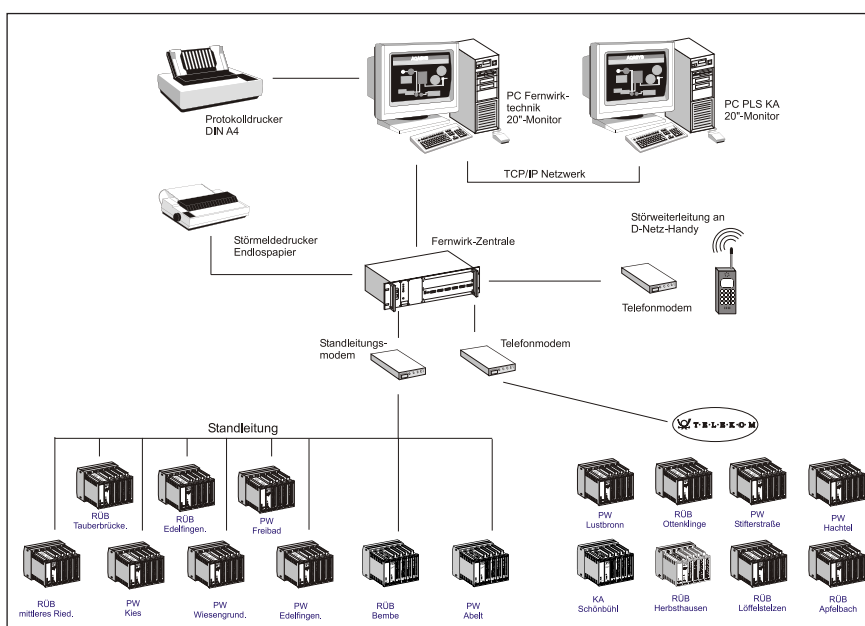 Protokolldrucker
DIN A4
PC Fernwirk-
technik
20"-Monitor
PC PLS KA
20"-Monitor
TCP/IP Netzwerk
Störmeldedrucker
Endlospapier
Fernwirk-Zentrale
Störweiterleitung an
D-Netz-Handy
Telefonmodem
Standleitungs-
modem
Telefonmodem
Standleitung
T·E·L·E·K·O·M
RÜB
Tauberbrücke.
RÜB
Edelfingen.
PW
Freibad
PW
Lustbronn
RÜB
Ottenklinge
PW
Stifterstraße
PW
Hachtel
RÜB
mittleres Ried.
PW
Kies
PW
Wiesengrund.
PW
Edelfingen.
RÜB
Bembe
PW
Abelt
KA
Schönbühl
RÜB
Herbsthausen
RÜB
Löffelstelzen
RÜB
Apfelbach